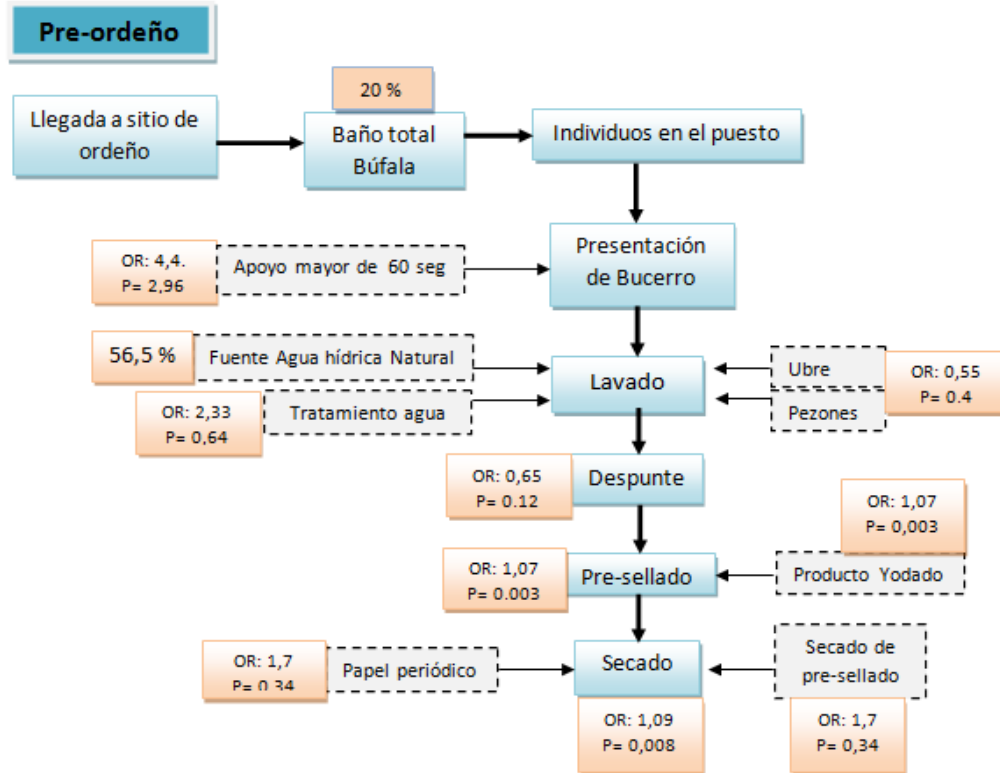 Pre-ordeño
20 %
Llegada a sitio de
ordeño
Baño total
Búfala
Individuos en el puesto
Presentación
de Bucerro
OR: 4,4.
P= 2,96
Apoyo mayor de 60 seg
56,5 %
Fuente Agua hídrica Natural
OR: 2,33
P= 0,64
Tratamiento agua
Lavado
Ubre
Pezones
OR: 0,55
P= 0.4
OR: 0,65
P= 0.12
Despunte
OR: 1,07
P= 0,003
OR: 1,07
P= 0.003
Pre-sellado
Producto Yodado
OR: 1,7
P= 0.34
Papel periódico
Secado
Secado de
pre-sellado
OR: 1,09
P= 0,008
OR: 1,7
P= 0,34